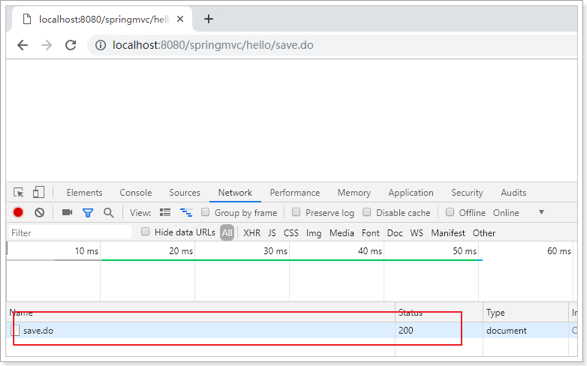 localhost:8080/springmvc/hell
localhost:8080/springmvc/hello/save.do
Elements Console Sources Network Performance Memory Application Security Audits
View: Group by frame Preserve log Disable cache Offline Online
Filter Hide data URLs All XHR JS CSS Img Media Font Doc WS Manifest Other
10 ms 20 ms 30 ms 40 ms 50 ms 60 ms
Name Status Type
save.do 200 document